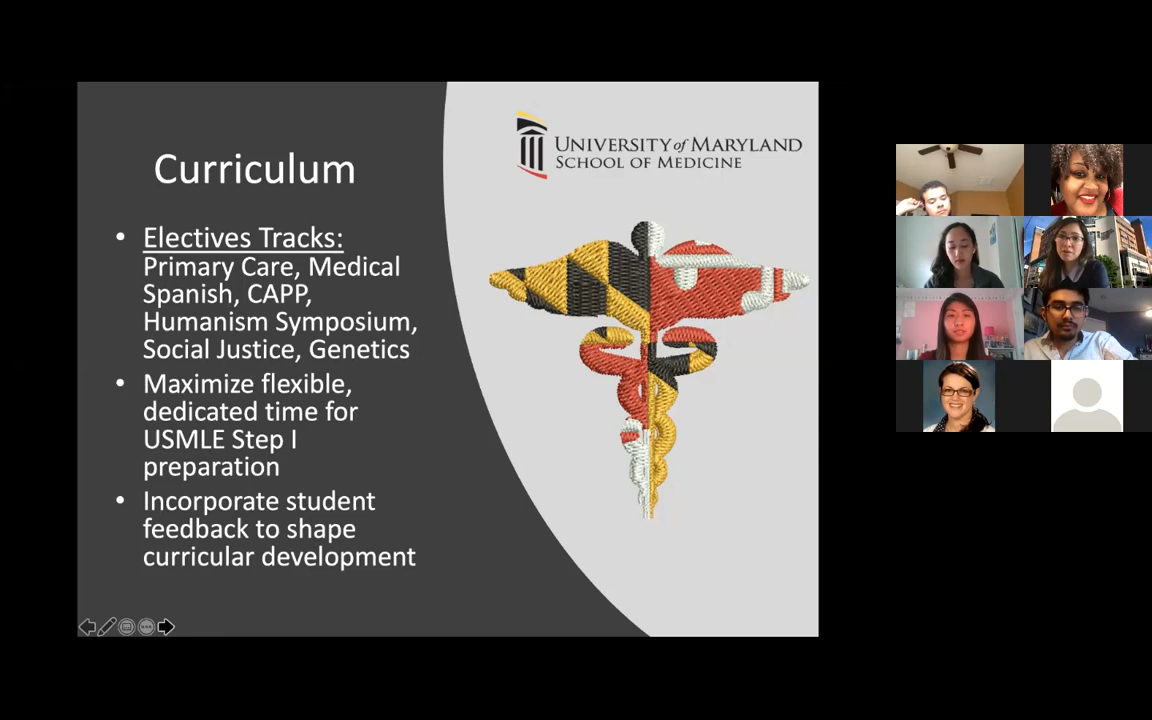 UNIVERSITY of MARYLAND
SCHOOL OF MEDICINE
Curriculum
• Electives Tracks:
Primary Care, Medical
Spanish, CAPP,
Humanism Symposium,
Social Justice, Genetics
• Maximize flexible,
dedicated time for
USMLE Step I
preparation
• Incorporate student
feedback to shape
curricular development